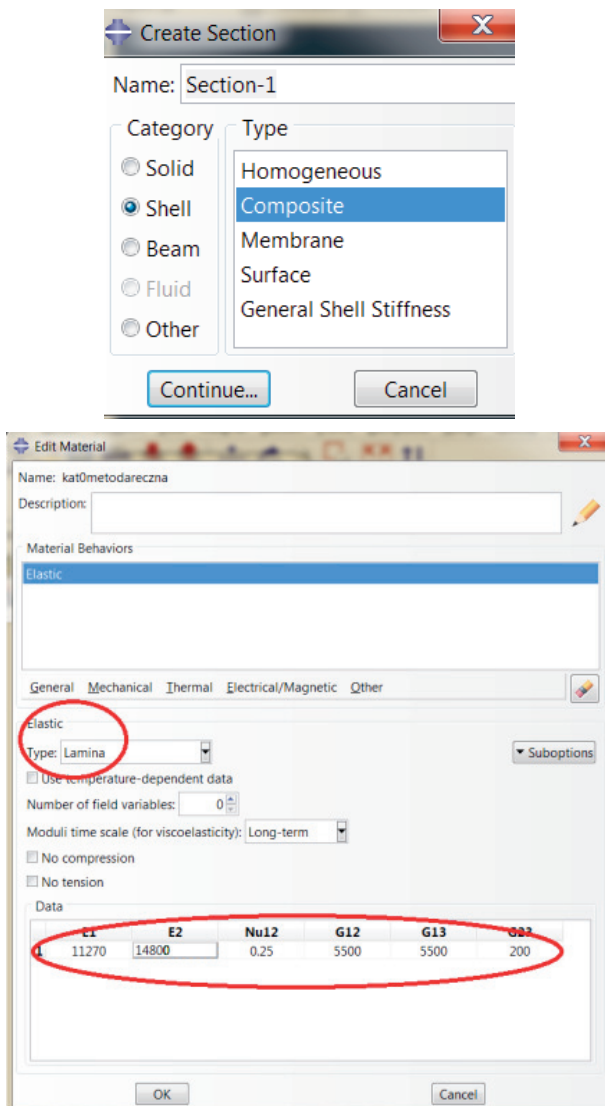 Create Section
Name: Section-1
Category Type
Solid
Shell
Beam
Fluid
Other
Homogeneous
Composite
Membrane
Surface
General Shell Stiffness
Continue... Cancel
Edit Material
Name: kat0metodareczna
Description:
Material Behaviors
Elastic
General Mechanical Thermal Electrical/Magnetic Other
Elastic
Type: Lamina
Suboptions
Use temperature-dependent data
Number of field variables: 0
Moduli time scale (for viscoelasticity): Long-term
No compression
No tension
Data
E1 E2 Nu12 G12 G13 G23
1 11270 14800 0.25 5500 5500 200
OK Cancel